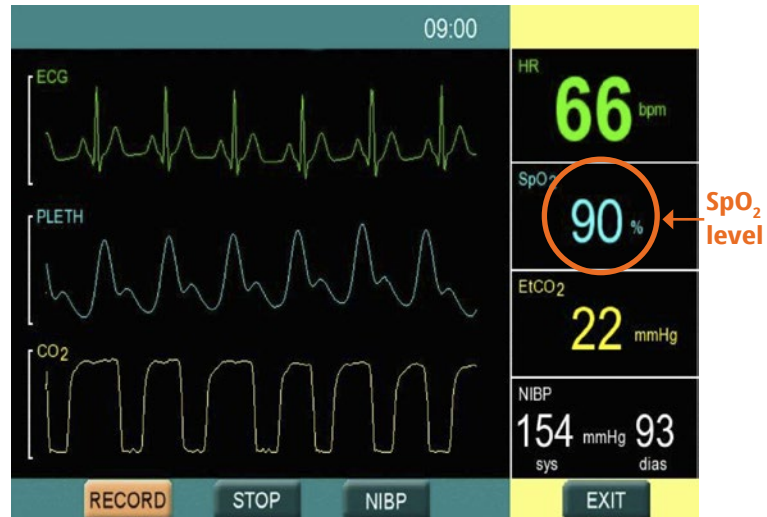 09:00
ECG
PLETH
CO2
HR
66 bpm
SpO2
90 %
SpO2
level
EtCO2
22 mmHg
NIBP
154 mmHg 93
sys dias
RECORD STOP NIBP EXIT